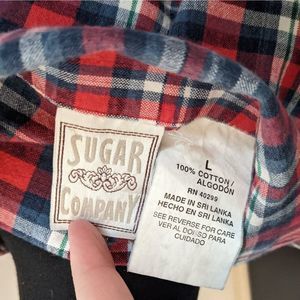 SUGAR
COMPANY
L
100% COTTON/
ALGODÓN
RN 40299
MADE IN SRI LANKA
HECHO EN SRI LANKA
SEE REVERSE FOR CARE
VER AL DORSO PARA
CUIDADO